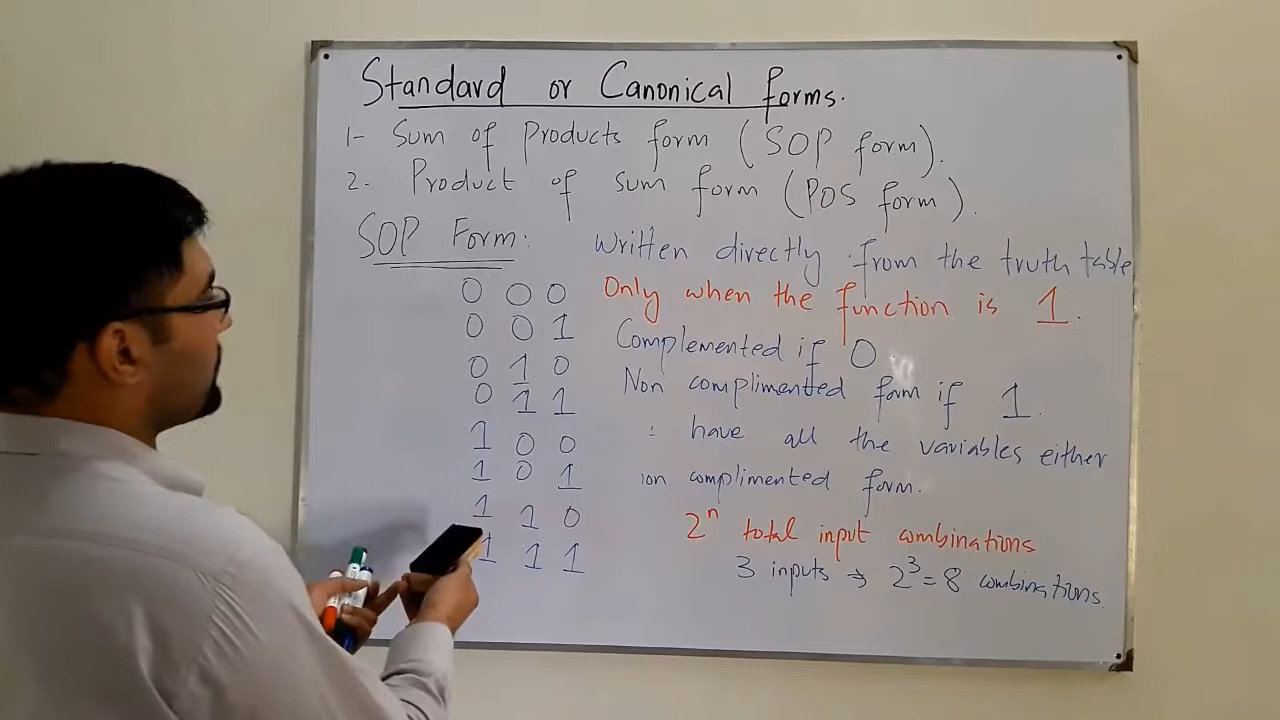 Standard or Canonical forms.
1- Sum of Products form (SOP form).
2- Product of sum form (POS form).
SOP Form:
Written directly from the truth table
Only when the function is 1.
Complemented if 0
Non complimented form if 1.
have all the variables either
on complimented form.
2ⁿ total input combinations
3 inputs ⇒ 2³ = 8 combinations.
0 0 0
0 0 1
0 1 0
0 1 1
1 0 0
1 0 1
1 1 0
1 1 1